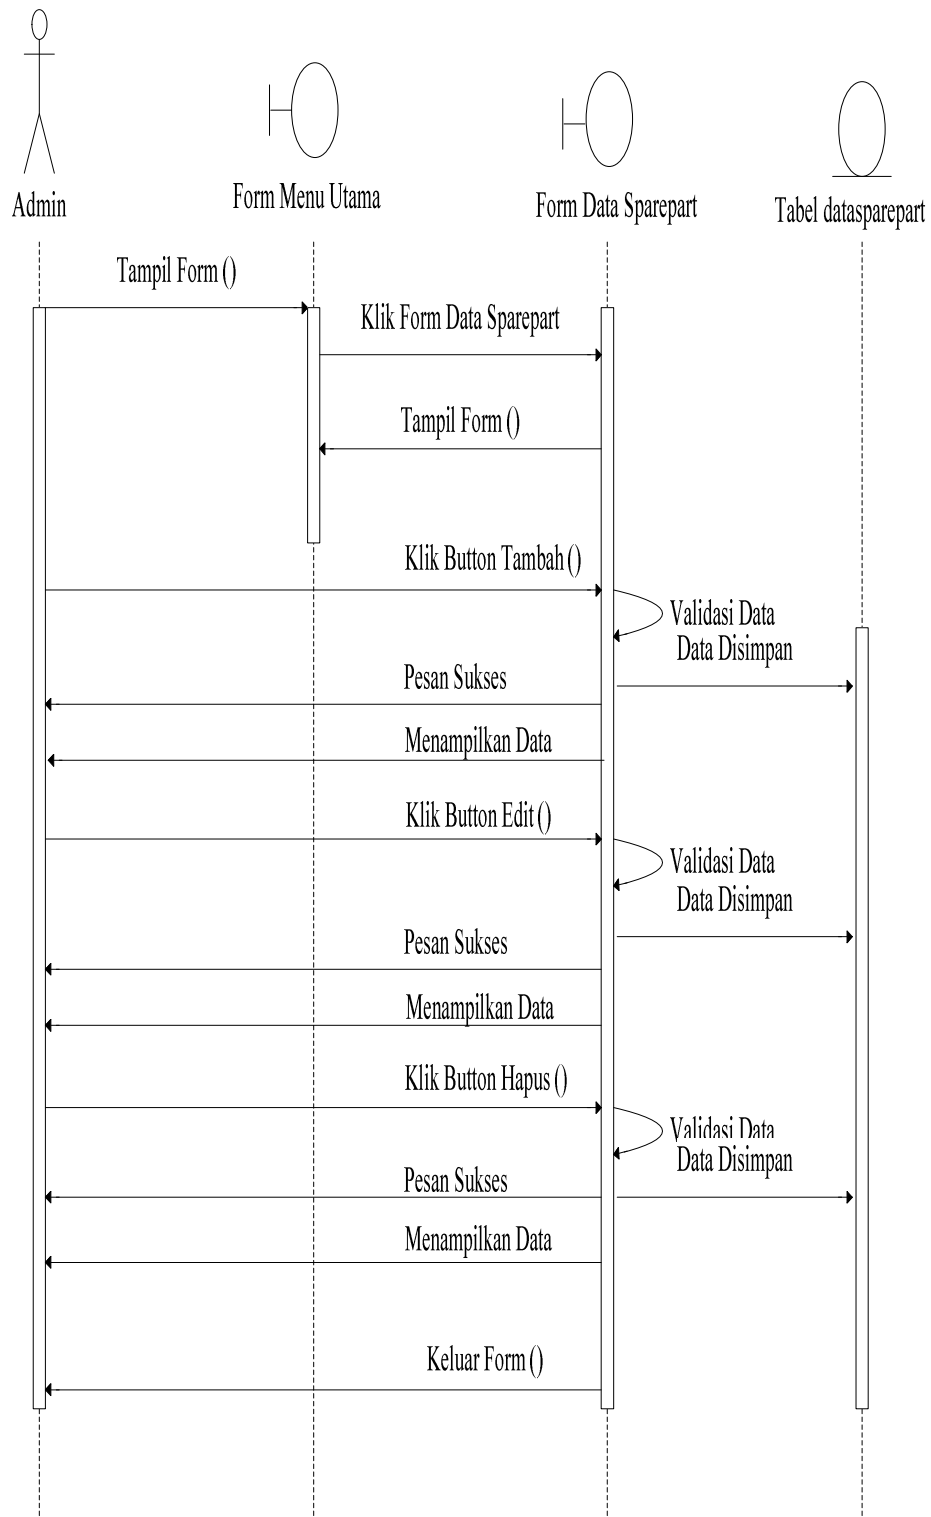 Admin
Form Menu Utama
Form Data Sparepart
Tabel datasparepart
Tampil Form ()
Klik Form Data Sparepart
Tampil Form ()
Klik Button Tambah ()
Validasi Data
Data Disimpan
Pesan Sukses
Menampilkan Data
Klik Button Edit ()
Validasi Data
Data Disimpan
Pesan Sukses
Menampilkan Data
Klik Button Hapus ()
Validasi Data
Data Disimpan
Pesan Sukses
Menampilkan Data
Keluar Form ()